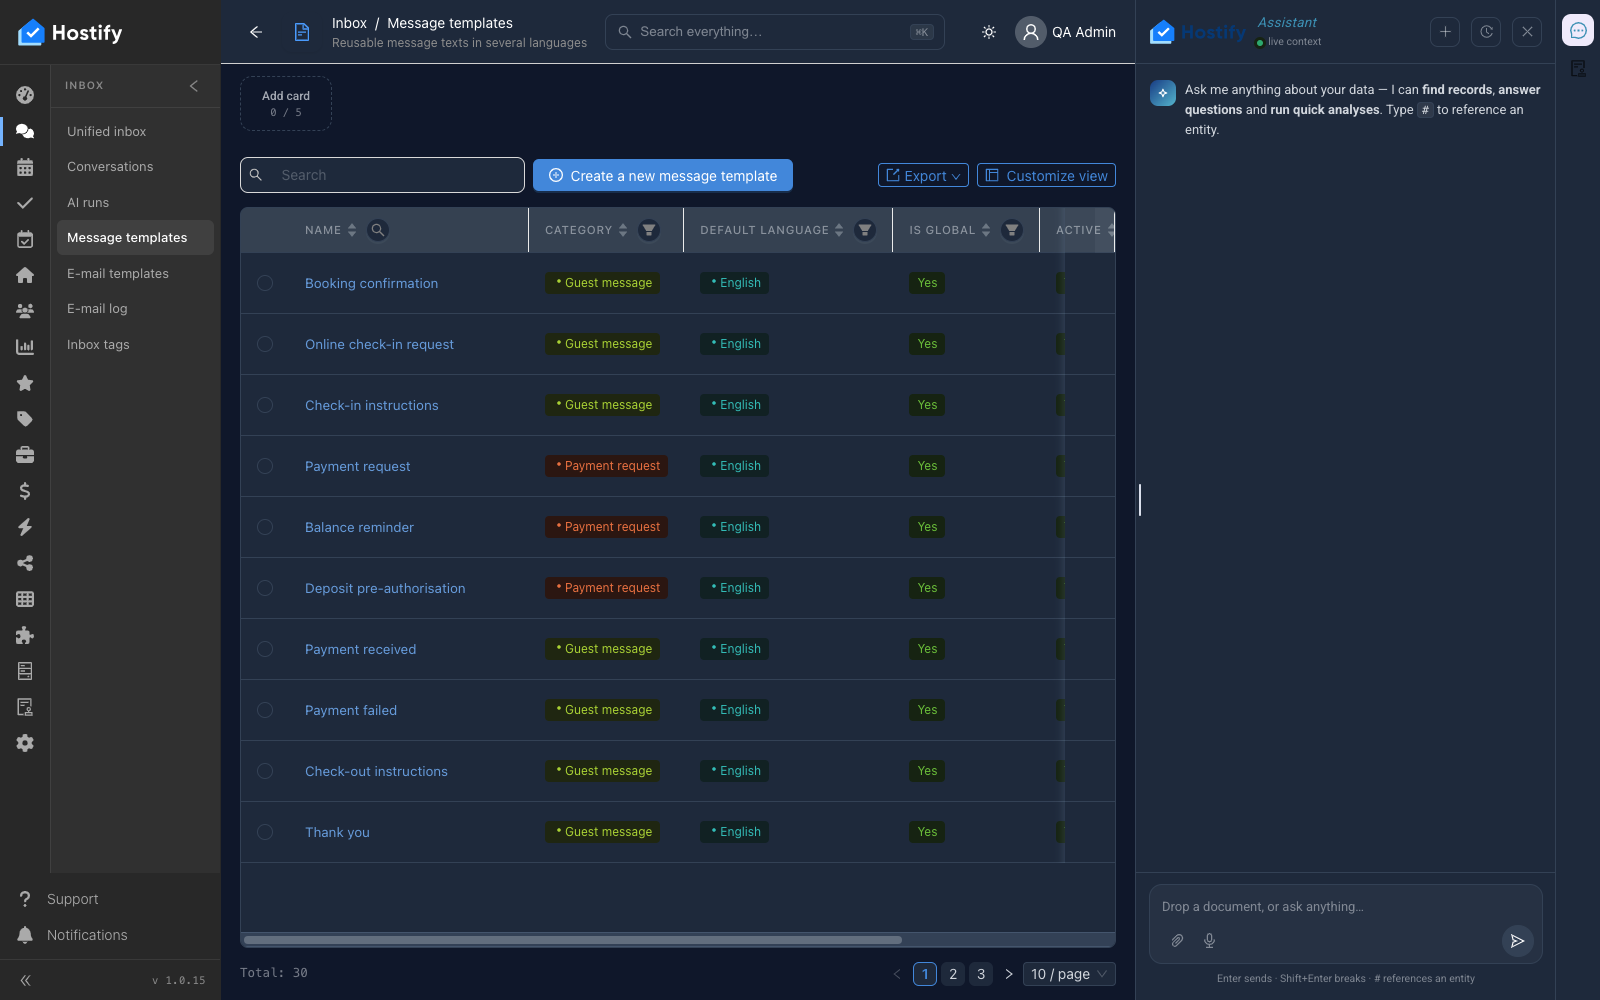 Hostify
INBOX
Unified inbox
Conversations
AI runs
Message templates
E-mail templates
E-mail log
Inbox tags
Support
Notifications
v 1.0.15
Inbox / Message templates
Reusable message texts in several languages
Search everything...
⌘K
QA Admin
Add card
0 / 5
Search
Create a new message template
Export
Customize view
NAME CATEGORY DEFAULT LANGUAGE IS GLOBAL ACTIVE
Booking confirmation Guest message English Yes
Online check-in request Guest message English Yes
Check-in instructions Guest message English Yes
Payment request Payment request English Yes
Balance reminder Payment request English Yes
Deposit pre-authorisation Payment request English Yes
Payment received Guest message English Yes
Payment failed Guest message English Yes
Check-out instructions Guest message English Yes
Thank you Guest message English Yes
Total: 30
1 2 3
10 / page
Hostify
Assistant
live context
Ask me anything about your data — I can find records, answer
questions and run quick analyses. Type # to reference an
entity.
Drop a document, or ask anything...
Enter sends · Shift+Enter breaks · # references an entity